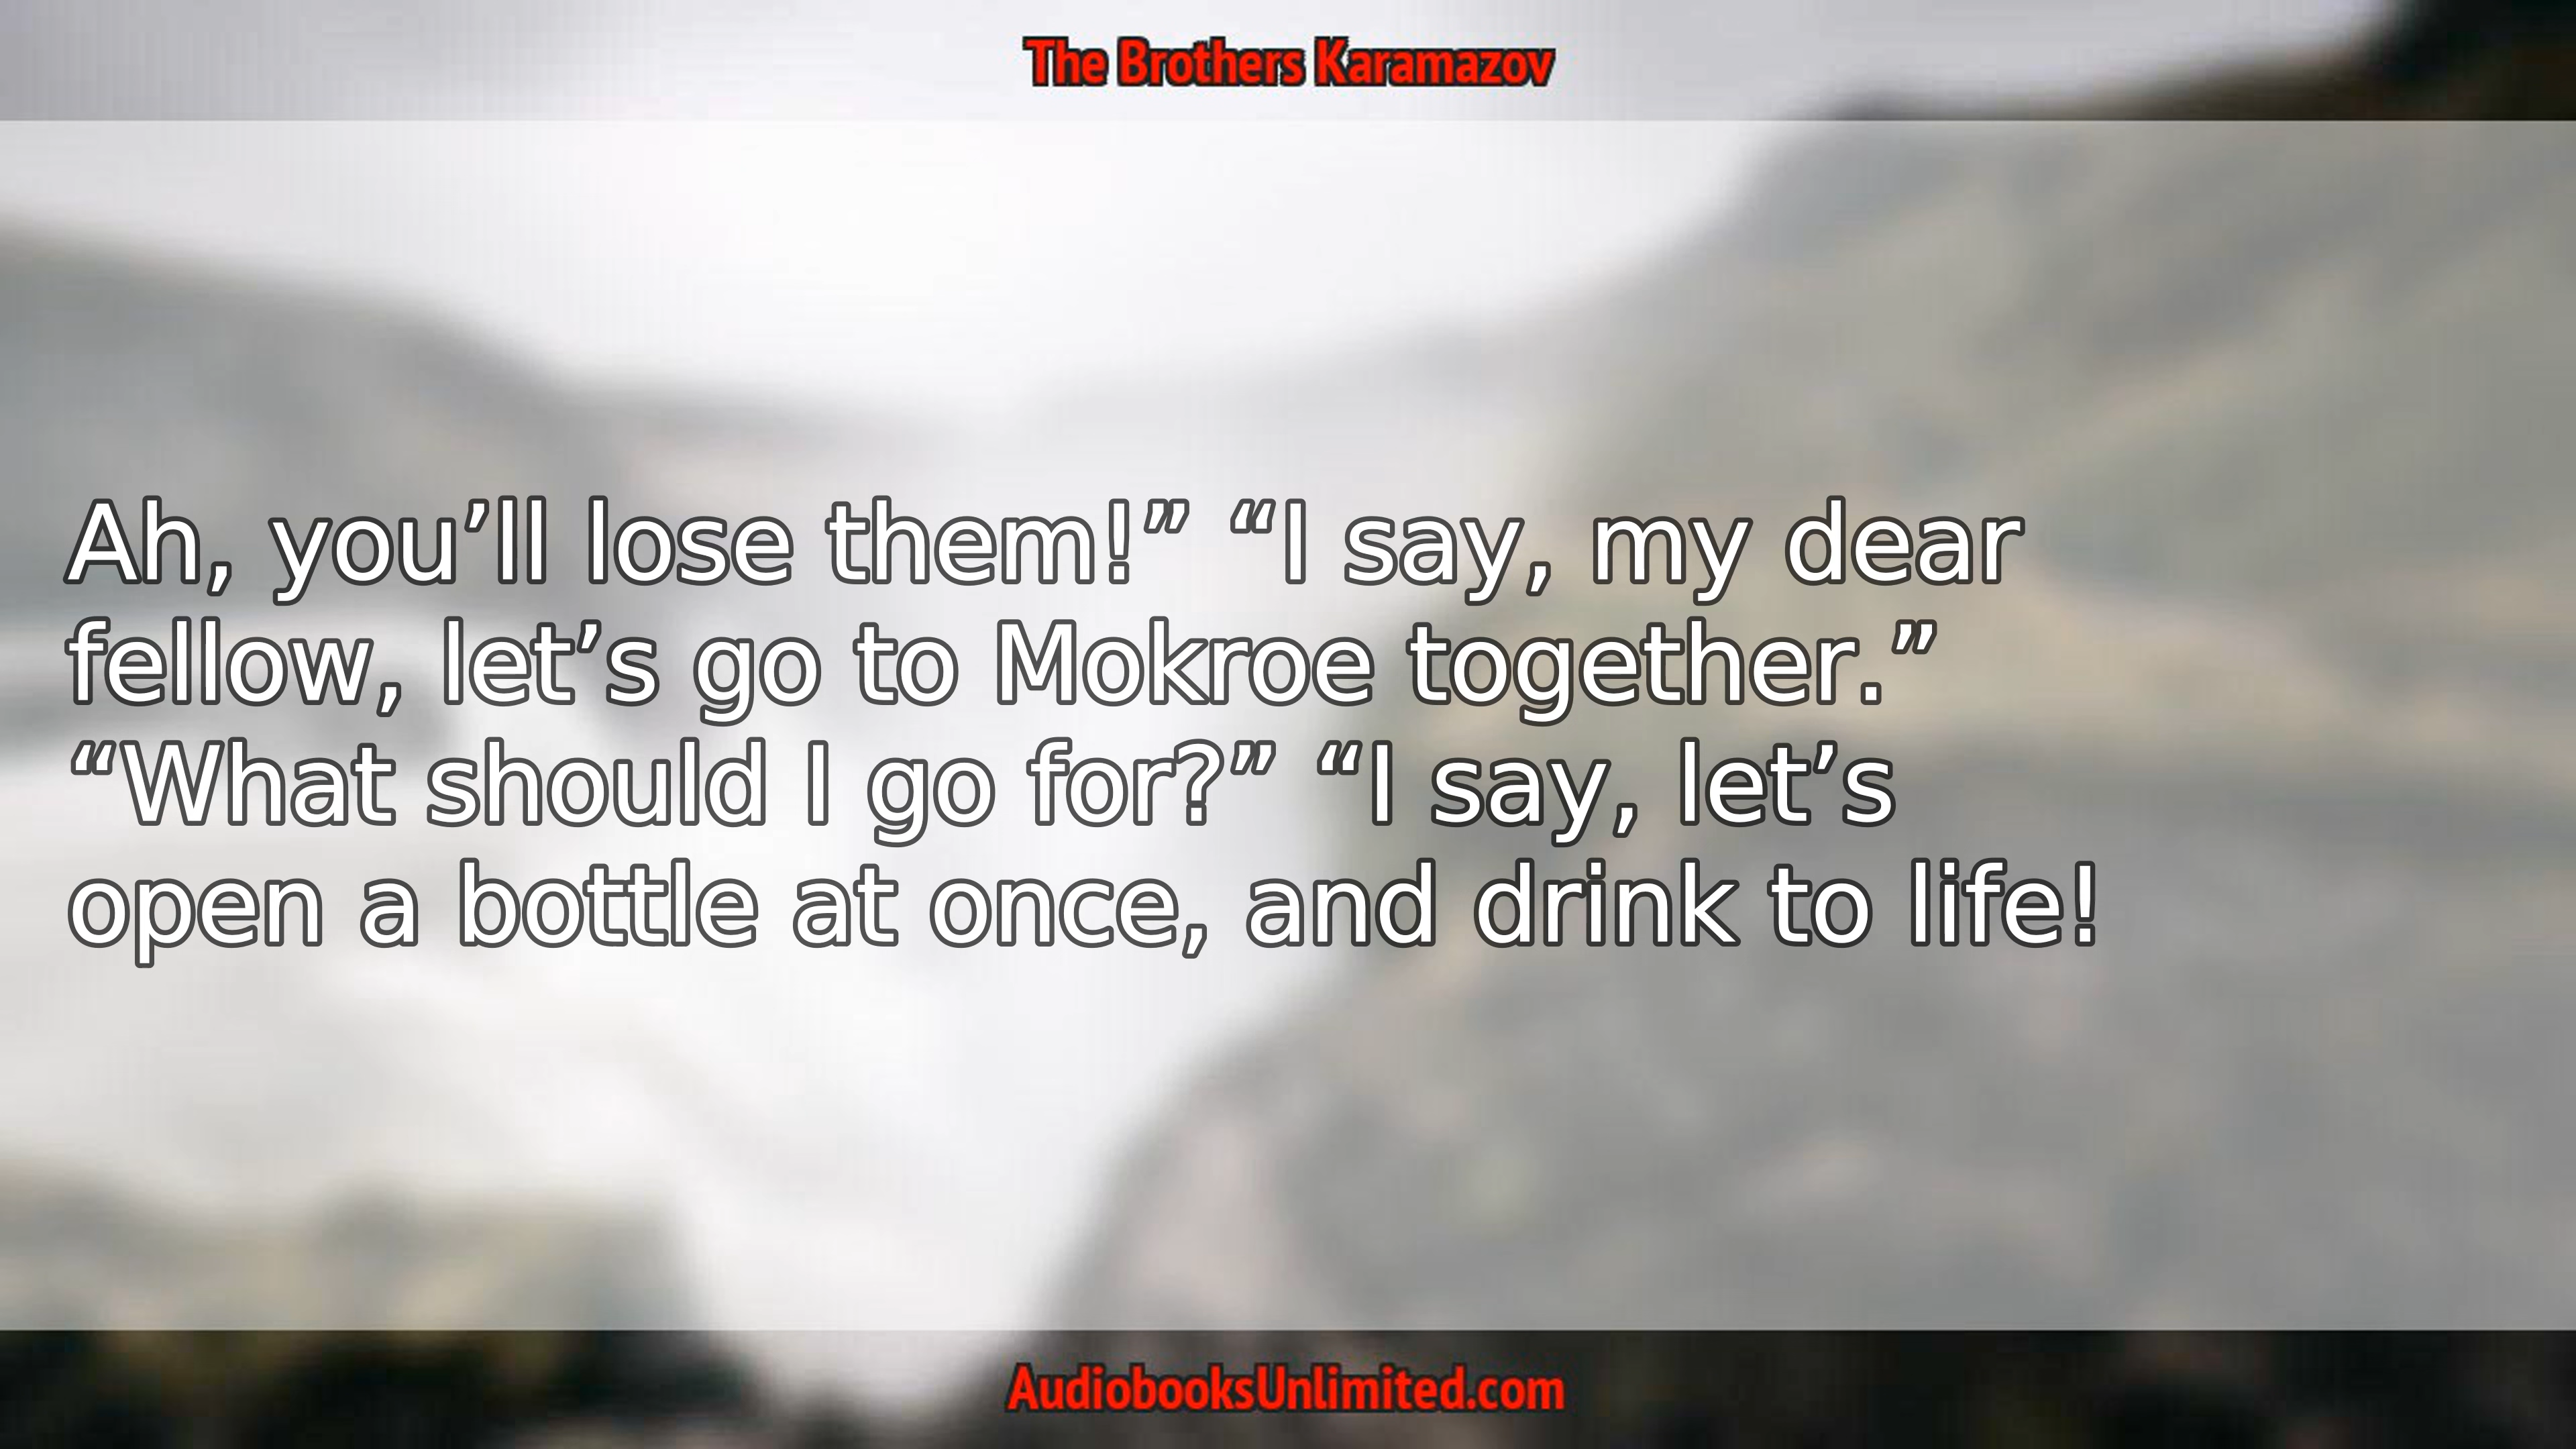 The Brothers Karamazov
Ah, you’ll lose them!” “I say, my dear
fellow, let’s go to Mokroe together.”
“What should I go for?” “I say, let’s
open a bottle at once, and drink to life!
AudiobooksUnlimited.com